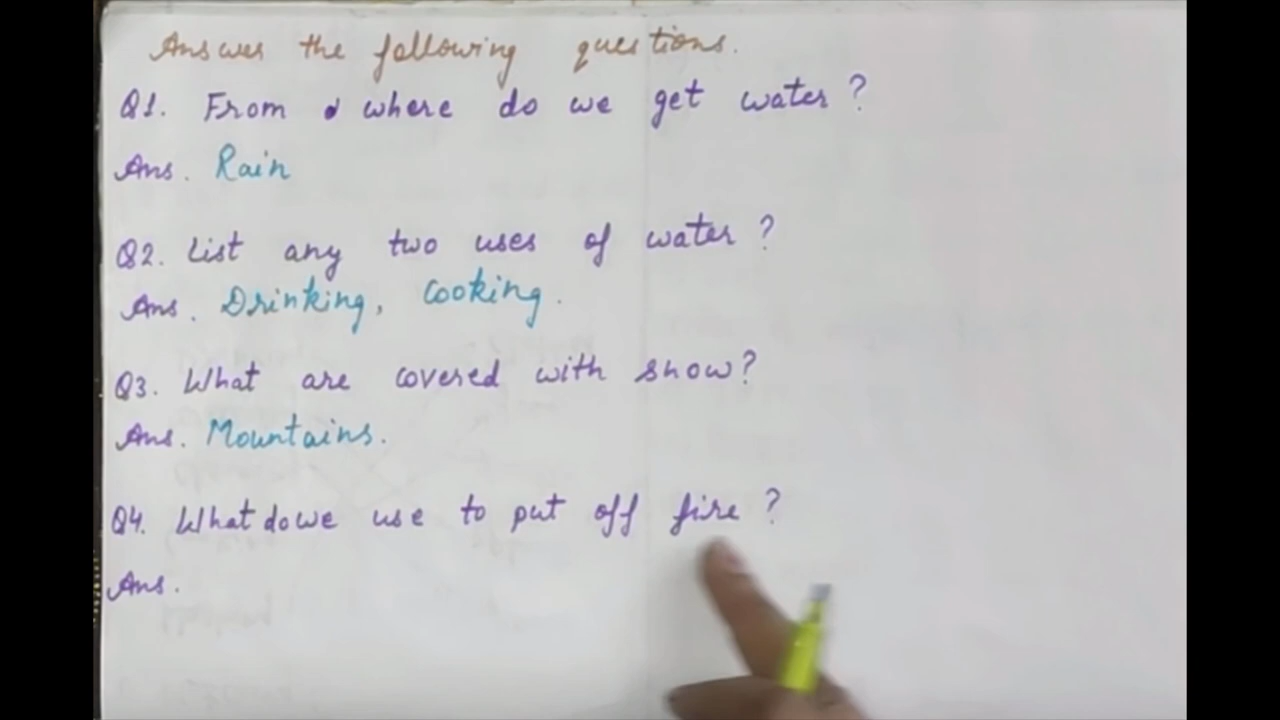 Answer the following questions.
Q1. From where do we get water?
Ans. Rain
Q2. List any two uses of water?
Ans. Drinking, Cooking.
Q3. What are covered with snow?
Ans. Mountains.
Q4. What do we use to put off fire?
Ans.